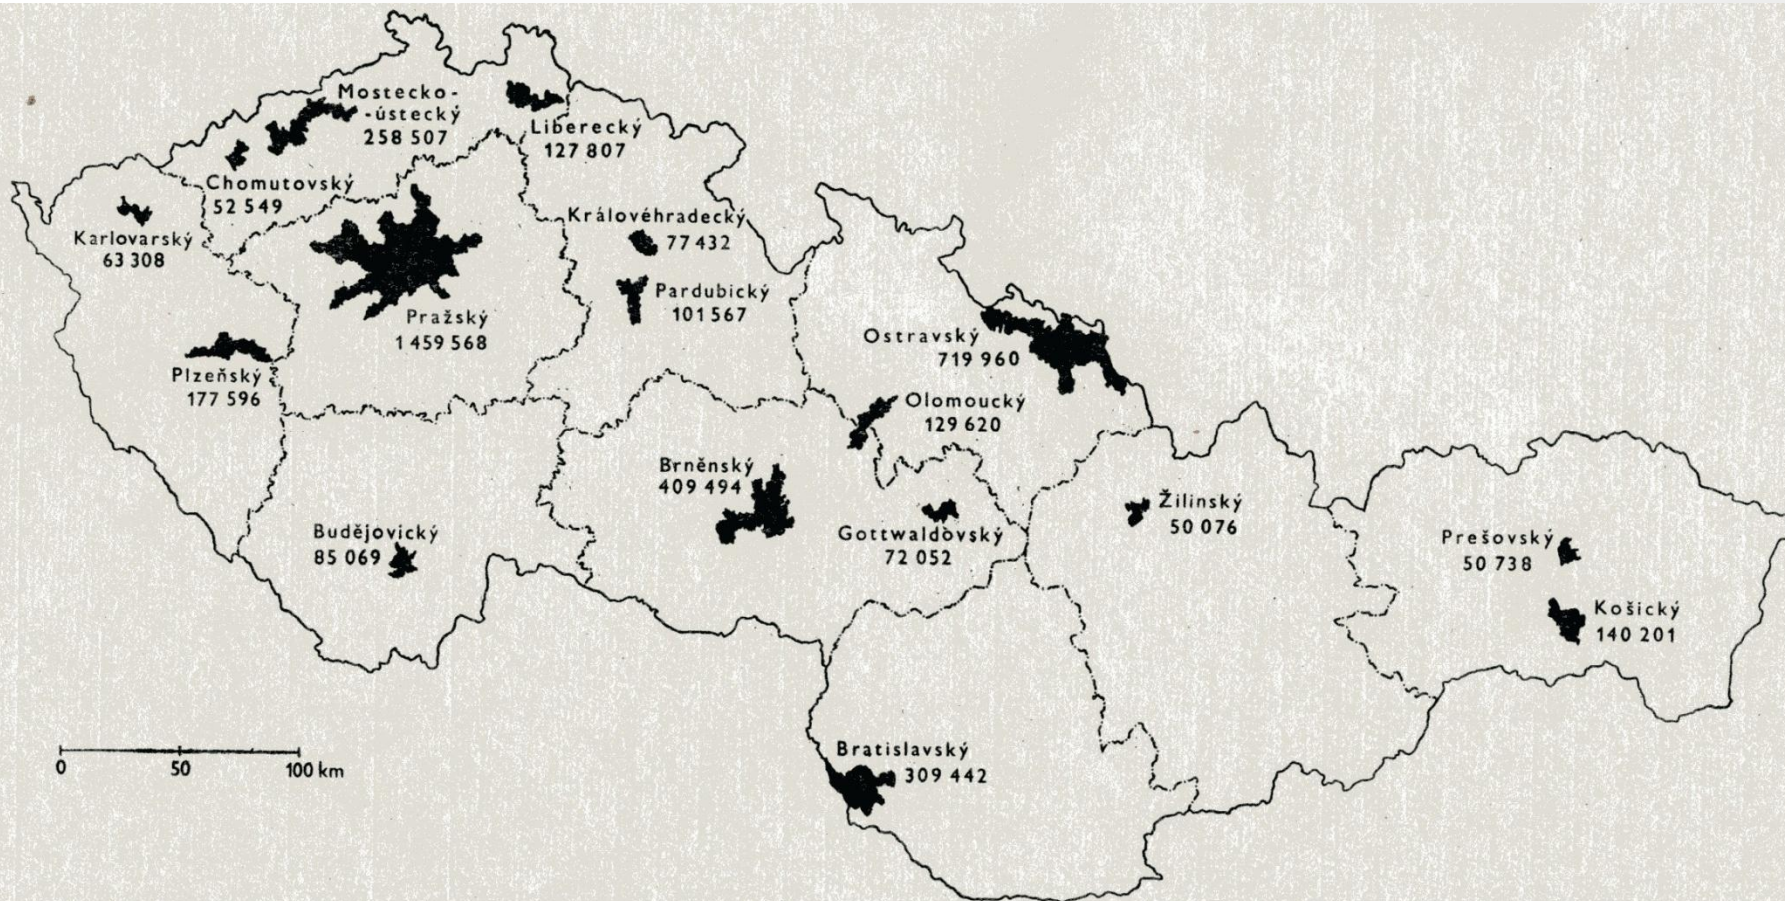 Mostecko-
-ústecký
258 507
Liberecký
127 807
Chomutovský
52 549
Karlovarský
63 308
Královéhradecký
77 432
Pardubický
101 567
Pražský
1 459 568
Plzeňský
177 596
Ostravský
719 960
Olomoucký
129 620
Brněnský
409 494
Gottwaldovský
72 052
Budějovický
85 069
Žilinský
50 076
Prešovský
50 738
Košický
140 201
Bratislavský
309 442
0 50 100 km